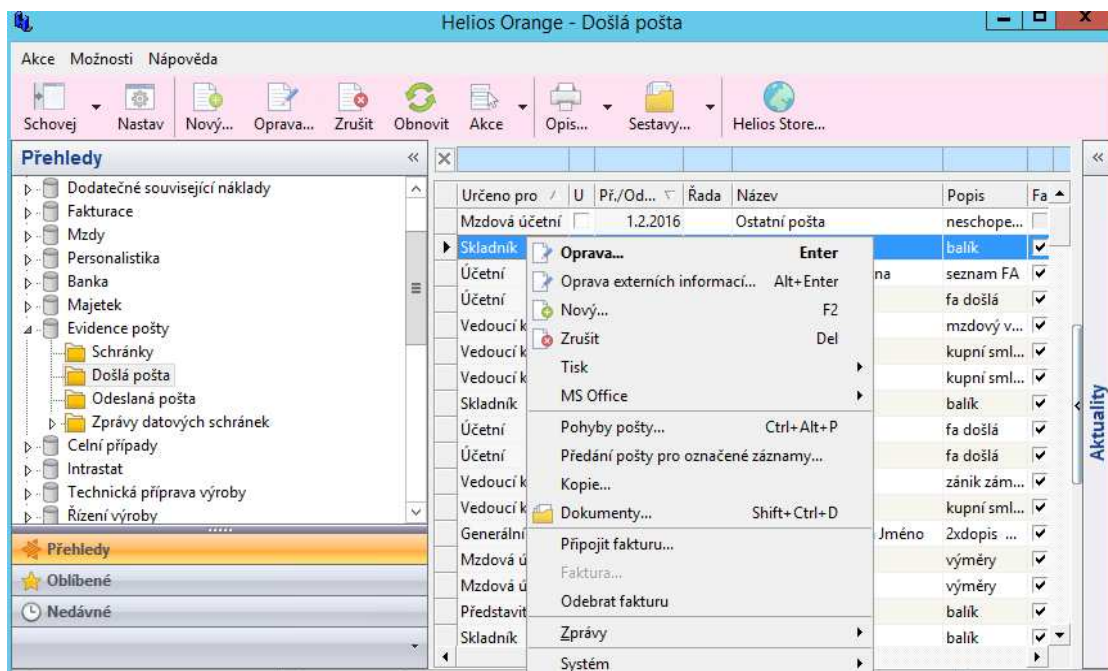 Helios Orange - Došlá pošta
Akce Možnosti Nápověda
Schovej Nastav Nový... Oprava... Zrušit Obnovit Akce Opis... Sestavy... Helios Store...
Přehledy
Dodatečné související náklady
Fakturace
Mzdy
Personalistika
Banka
Majetek
Evidence pošty
Schránky
Došlá pošta
Odeslaná pošta
Zprávy datových schránek
Celní případy
Intrastat
Technická příprava výroby
Řízení výroby
Přehledy
Oblíbené
Nedávné
Určeno pro U Př./Od... Řada Název Popis Fa
Mzdová účetní 1.2.2016 Ostatní pošta neschope...
Skladník balík
Účetní na seznam FA
Účetní fa došlá
Vedoucí k mzdový v...
Vedoucí k kupní sml...
Vedoucí k kupní sml...
Skladník balík
Účetní fa došlá
Účetní fa došlá
Vedoucí k zánik zám...
Vedoucí k kupní sml...
Generální Jméno 2xdopis ...
Mzdová ú výměry
Mzdová ú výměry
Představit balík
Skladník balík
Oprava... Enter
Oprava externích informací... Alt+Enter
Nový... F2
Zrušit Del
Tisk
MS Office
Pohyby pošty... Ctrl+Alt+P
Předání pošty pro označené záznamy...
Kopie...
Dokumenty... Shift+Ctrl+D
Připojit fakturu...
Faktura...
Odebrat fakturu
Zprávy
Systém
Aktuality